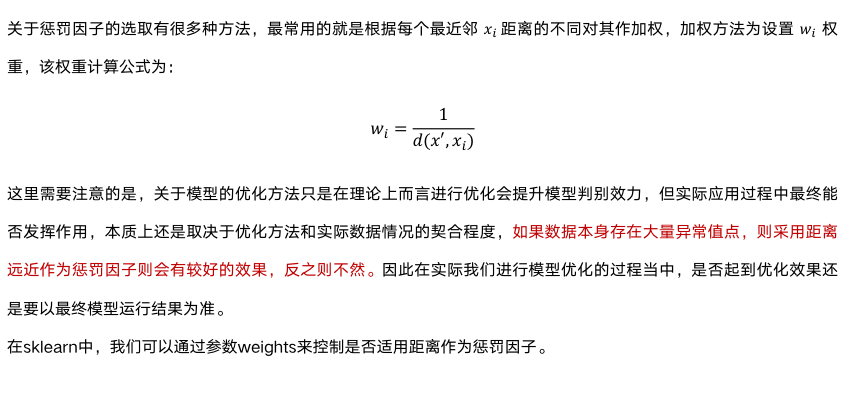 关于惩罚因子的选取有很多种方法，最常用的就是根据每个最近邻 xᵢ 距离的不同对其作加权，加权方法为设置 wᵢ 权
重，该权重计算公式为：
wᵢ = 1 / d(x′, xᵢ)
这里需要注意的是，关于模型的优化方法只是在理论上而言进行优化会提升模型判别效力，但实际应用过程中最终能
否发挥作用，本质上还是取决于优化方法和实际数据情况的契合程度，如果数据本身存在大量异常值点，则采用距离
远近作为惩罚因子则会有较好的效果，反之则不然。因此在实际我们进行模型优化的过程当中，是否起到优化效果还
是要以最终模型运行结果为准。
在sklearn中，我们可以通过参数weights来控制是否适用距离作为惩罚因子。